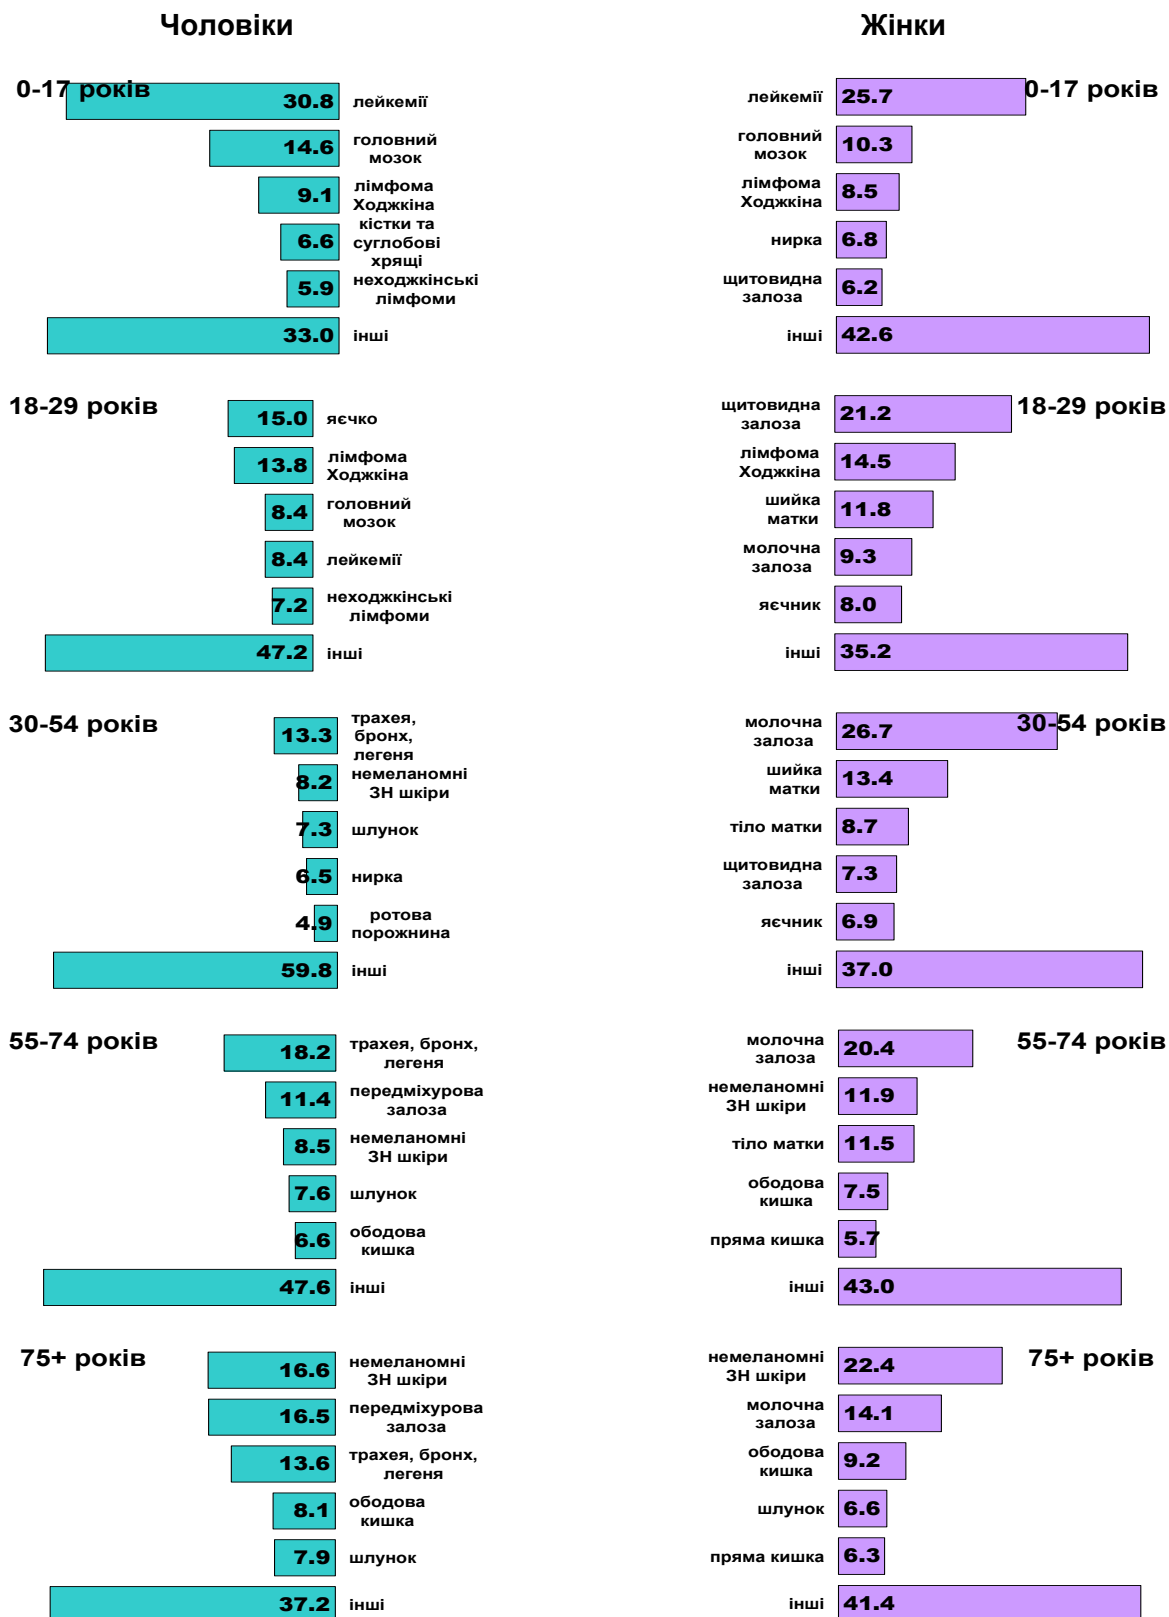 Чоловіки
Жінки
0-17 років
30.8 лейкемії
14.6 головний
мозок
9.1 лімфома
Ходжкіна
6.6 кістки та
суглобові
хрящі
5.9 неходжкінські
лімфоми
33.0 інші
0-17 років
лейкемії 25.7
головний
мозок 10.3
лімфома
Ходжкіна 8.5
нирка 6.8
щитовидна
залоза 6.2
інші 42.6
18-29 років
15.0 яєчко
13.8 лімфома
Ходжкіна
8.4 головний
мозок
8.4 лейкемії
7.2 неходжкінські
лімфоми
47.2 інші
18-29 років
щитовидна
залоза 21.2
лімфома
Ходжкіна 14.5
шийка
матки 11.8
молочна
залоза 9.3
яєчник 8.0
інші 35.2
30-54 років
13.3 трахея,
бронх,
легеня
8.2 немеланомні
ЗН шкіри
7.3 шлунок
6.5 нирка
4.9 ротова
порожнина
59.8 інші
30-54 років
молочна
залоза 26.7
шийка
матки 13.4
тіло матки 8.7
щитовидна
залоза 7.3
яєчник 6.9
інші 37.0
55-74 років
18.2 трахея, бронх,
легеня
11.4 передміхурова
залоза
8.5 немеланомні
ЗН шкіри
7.6 шлунок
6.6 ободова
кишка
47.6 інші
55-74 років
молочна
залоза 20.4
немеланомні
ЗН шкіри 11.9
тіло матки 11.5
ободова
кишка 7.5
пряма кишка 5.7
інші 43.0
75+ років
16.6 немеланомні
ЗН шкіри
16.5 передміхурова
залоза
13.6 трахея, бронх,
легеня
8.1 ободова
кишка
7.9 шлунок
37.2 інші
75+ років
немеланомні
ЗН шкіри 22.4
молочна
залоза 14.1
ободова
кишка 9.2
шлунок 6.6
пряма кишка 6.3
інші 41.4